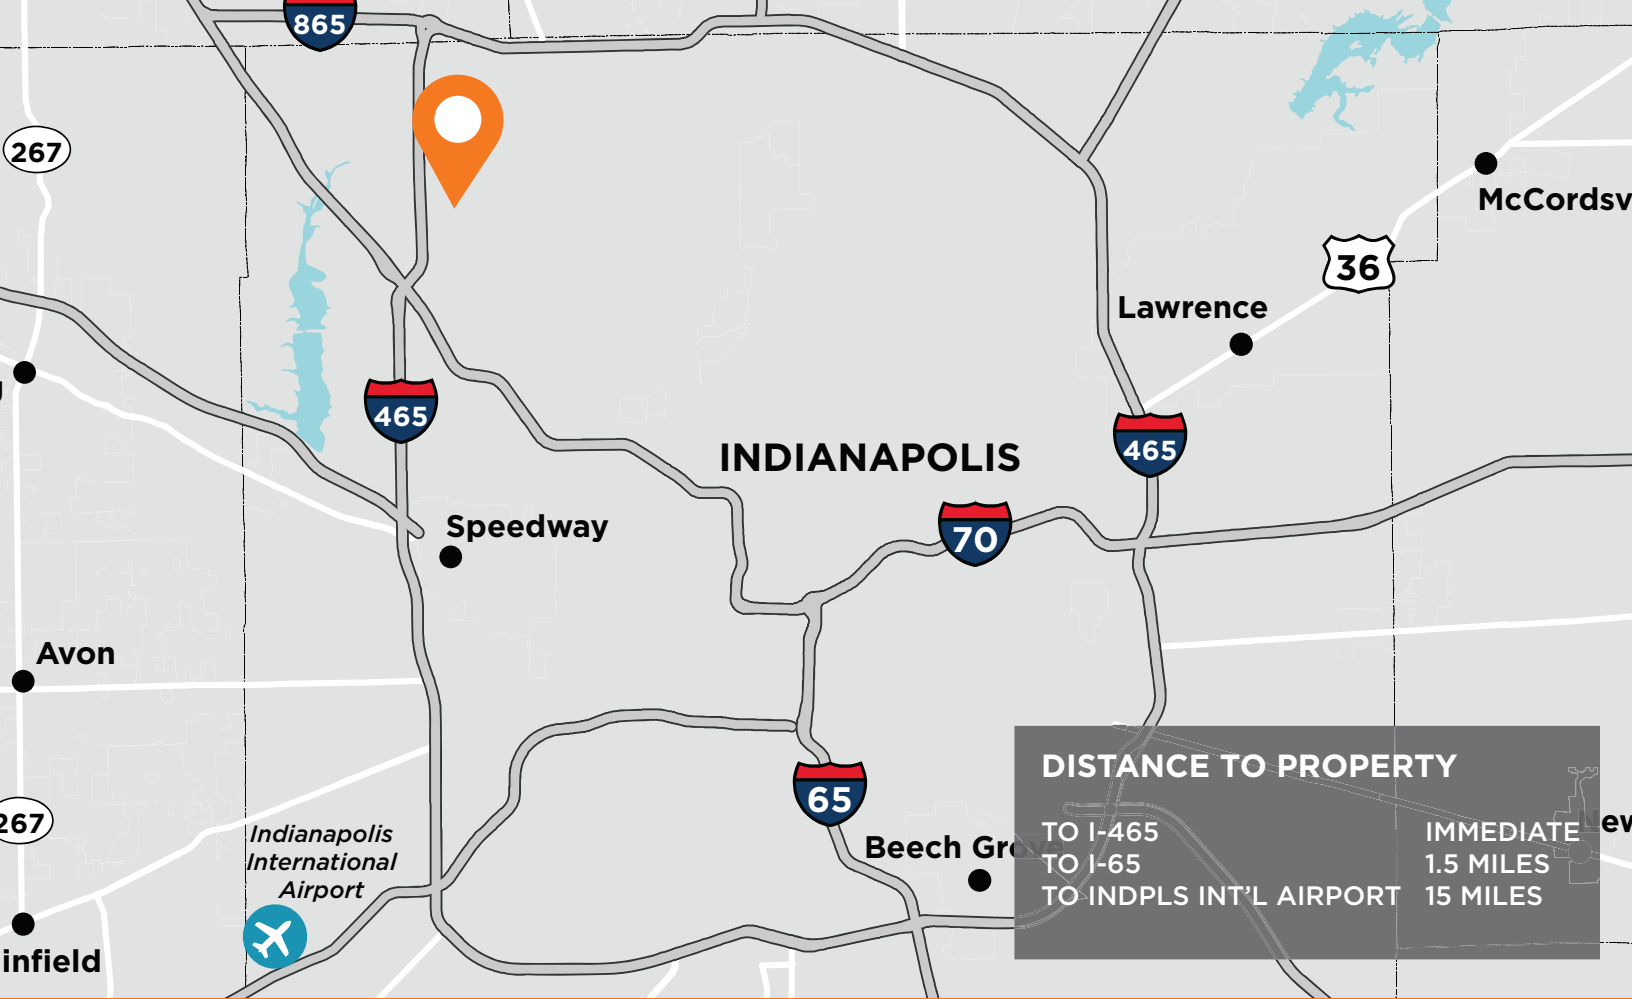 865
267
McCordsv
36
Lawrence
465
465
INDIANAPOLIS
Speedway
70
Avon
65
267
Indianapolis
International
Airport
Beech Grove
infield
DISTANCE TO PROPERTY
TO I-465 IMMEDIATE
TO I-65 1.5 MILES
TO INDPLS INT'L AIRPORT 15 MILES